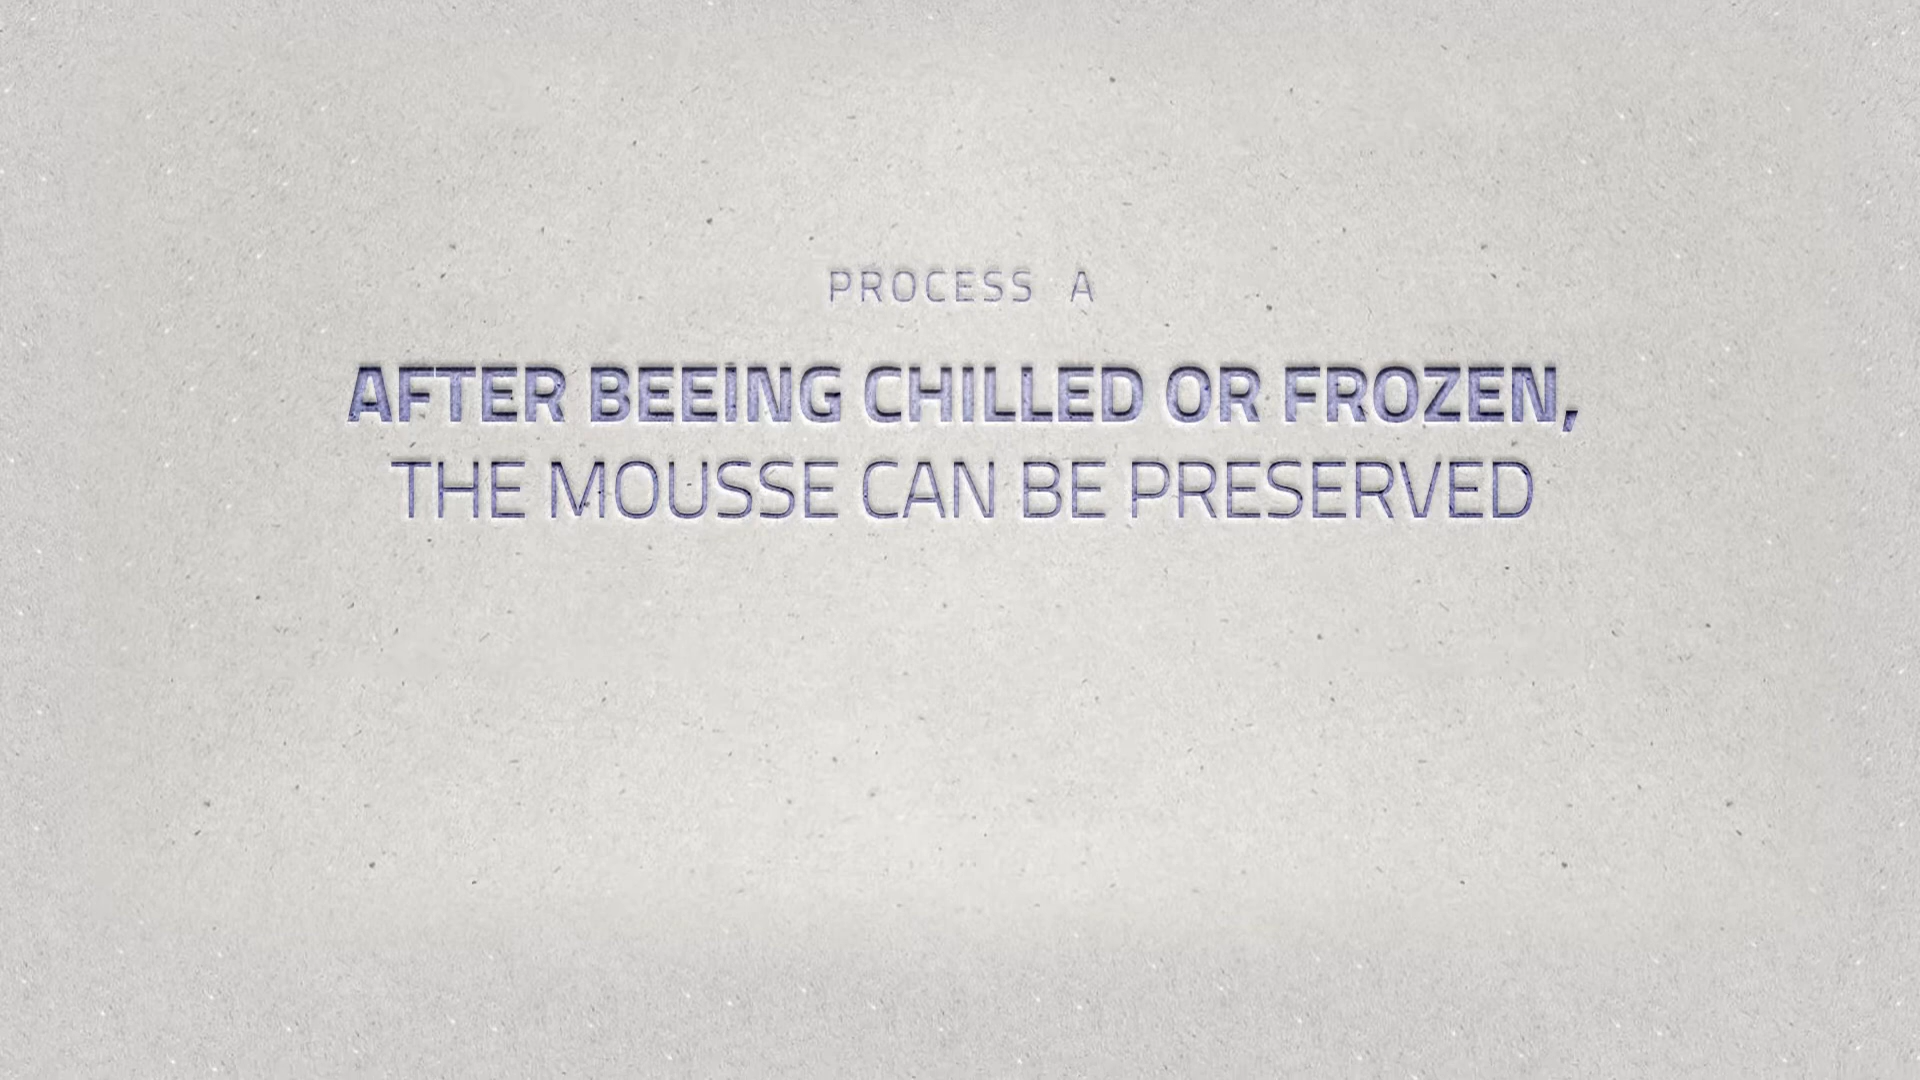 PROCESS A
AFTER BEEING CHILLED OR FROZEN,
THE MOUSSE CAN BE PRESERVED